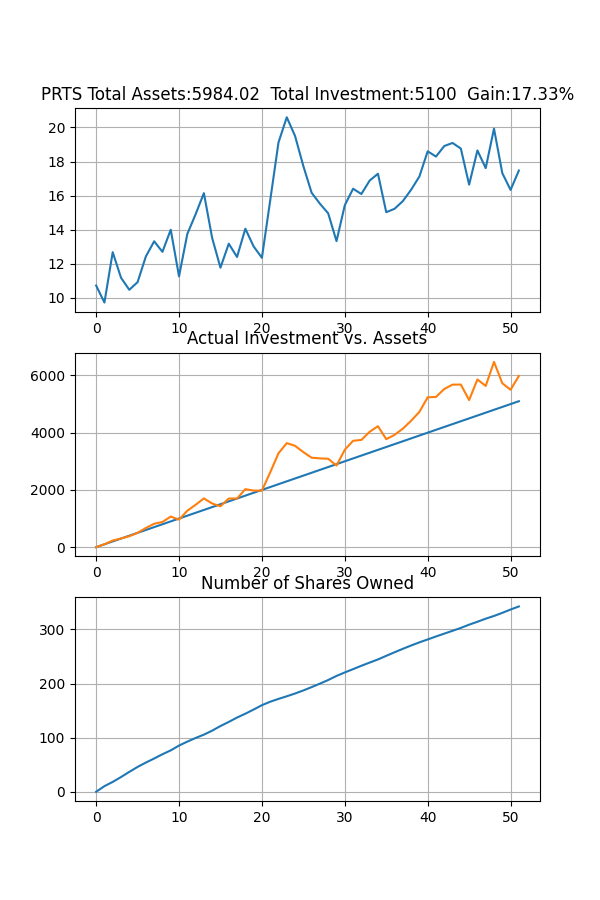 PRTS Total Assets:5984.02  Total Investment:5100  Gain:17.33%
20
18
16
14
12
10
0 10 20 30 40 50
Actual Investment vs. Assets
6000
4000
2000
0
0 10 20 30 40 50
Number of Shares Owned
300
200
100
0
0 10 20 30 40 50